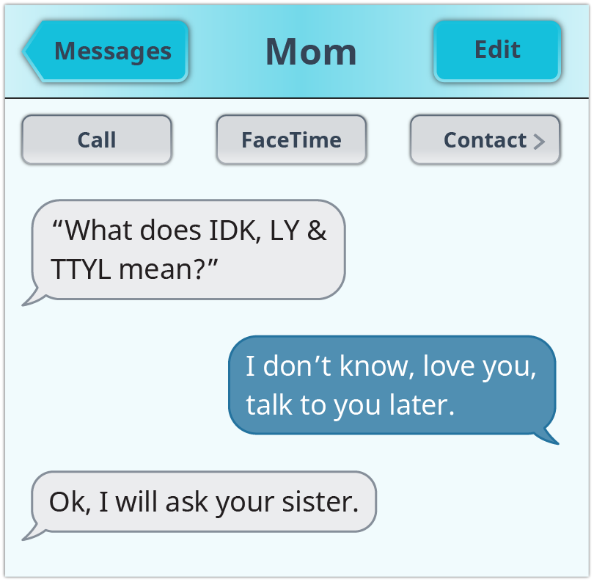 Messages
Mom
Edit
Call
FaceTime
Contact
“What does IDK, LY &
TTYL mean?”
I don’t know, love you,
talk to you later.
Ok, I will ask your sister.